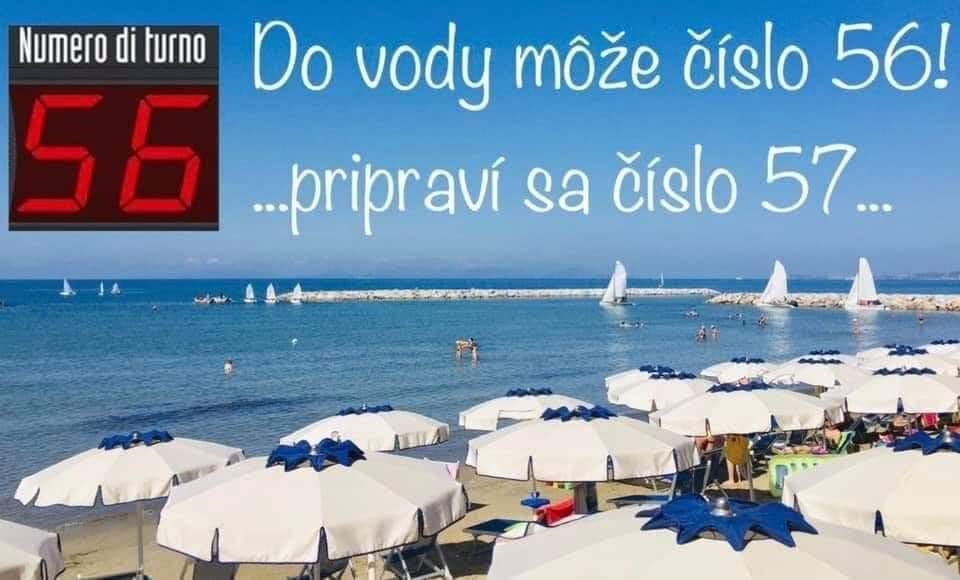 Numero di turno
56
Do vody môže číslo 56!
...pripraví sa číslo 57...